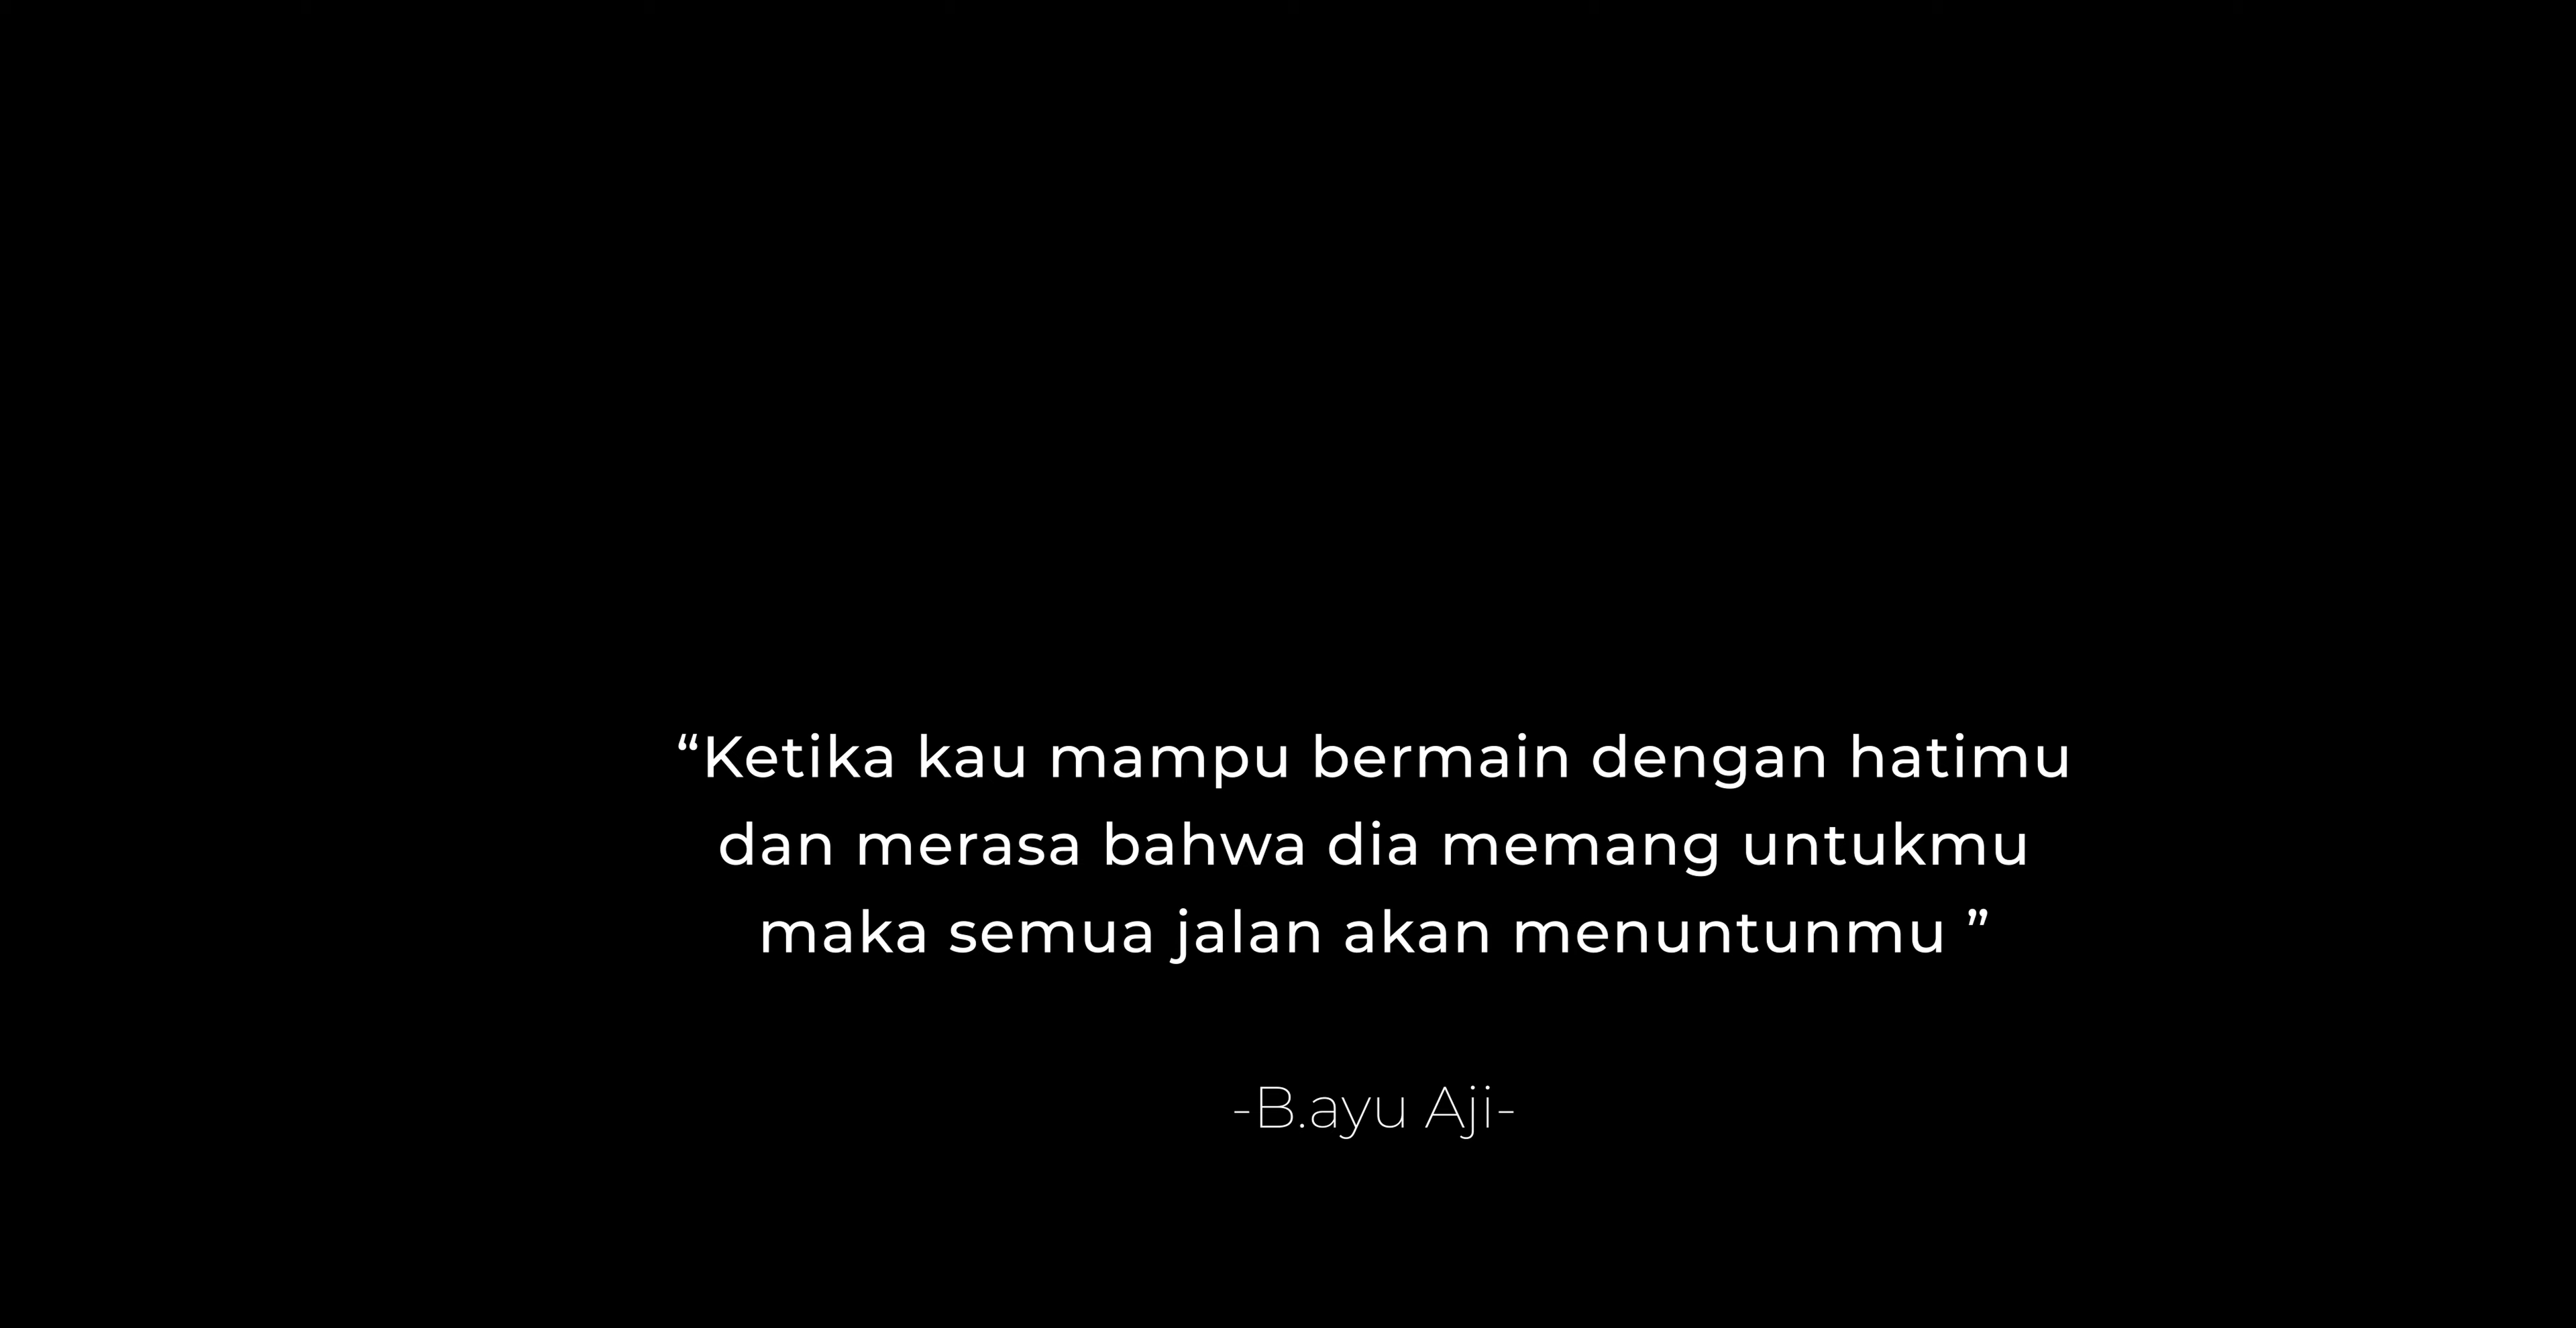 “Ketika kau mampu bermain dengan hatimu
dan merasa bahwa dia memang untukmu
maka semua jalan akan menuntunmu ”
-B.ayu Aji-